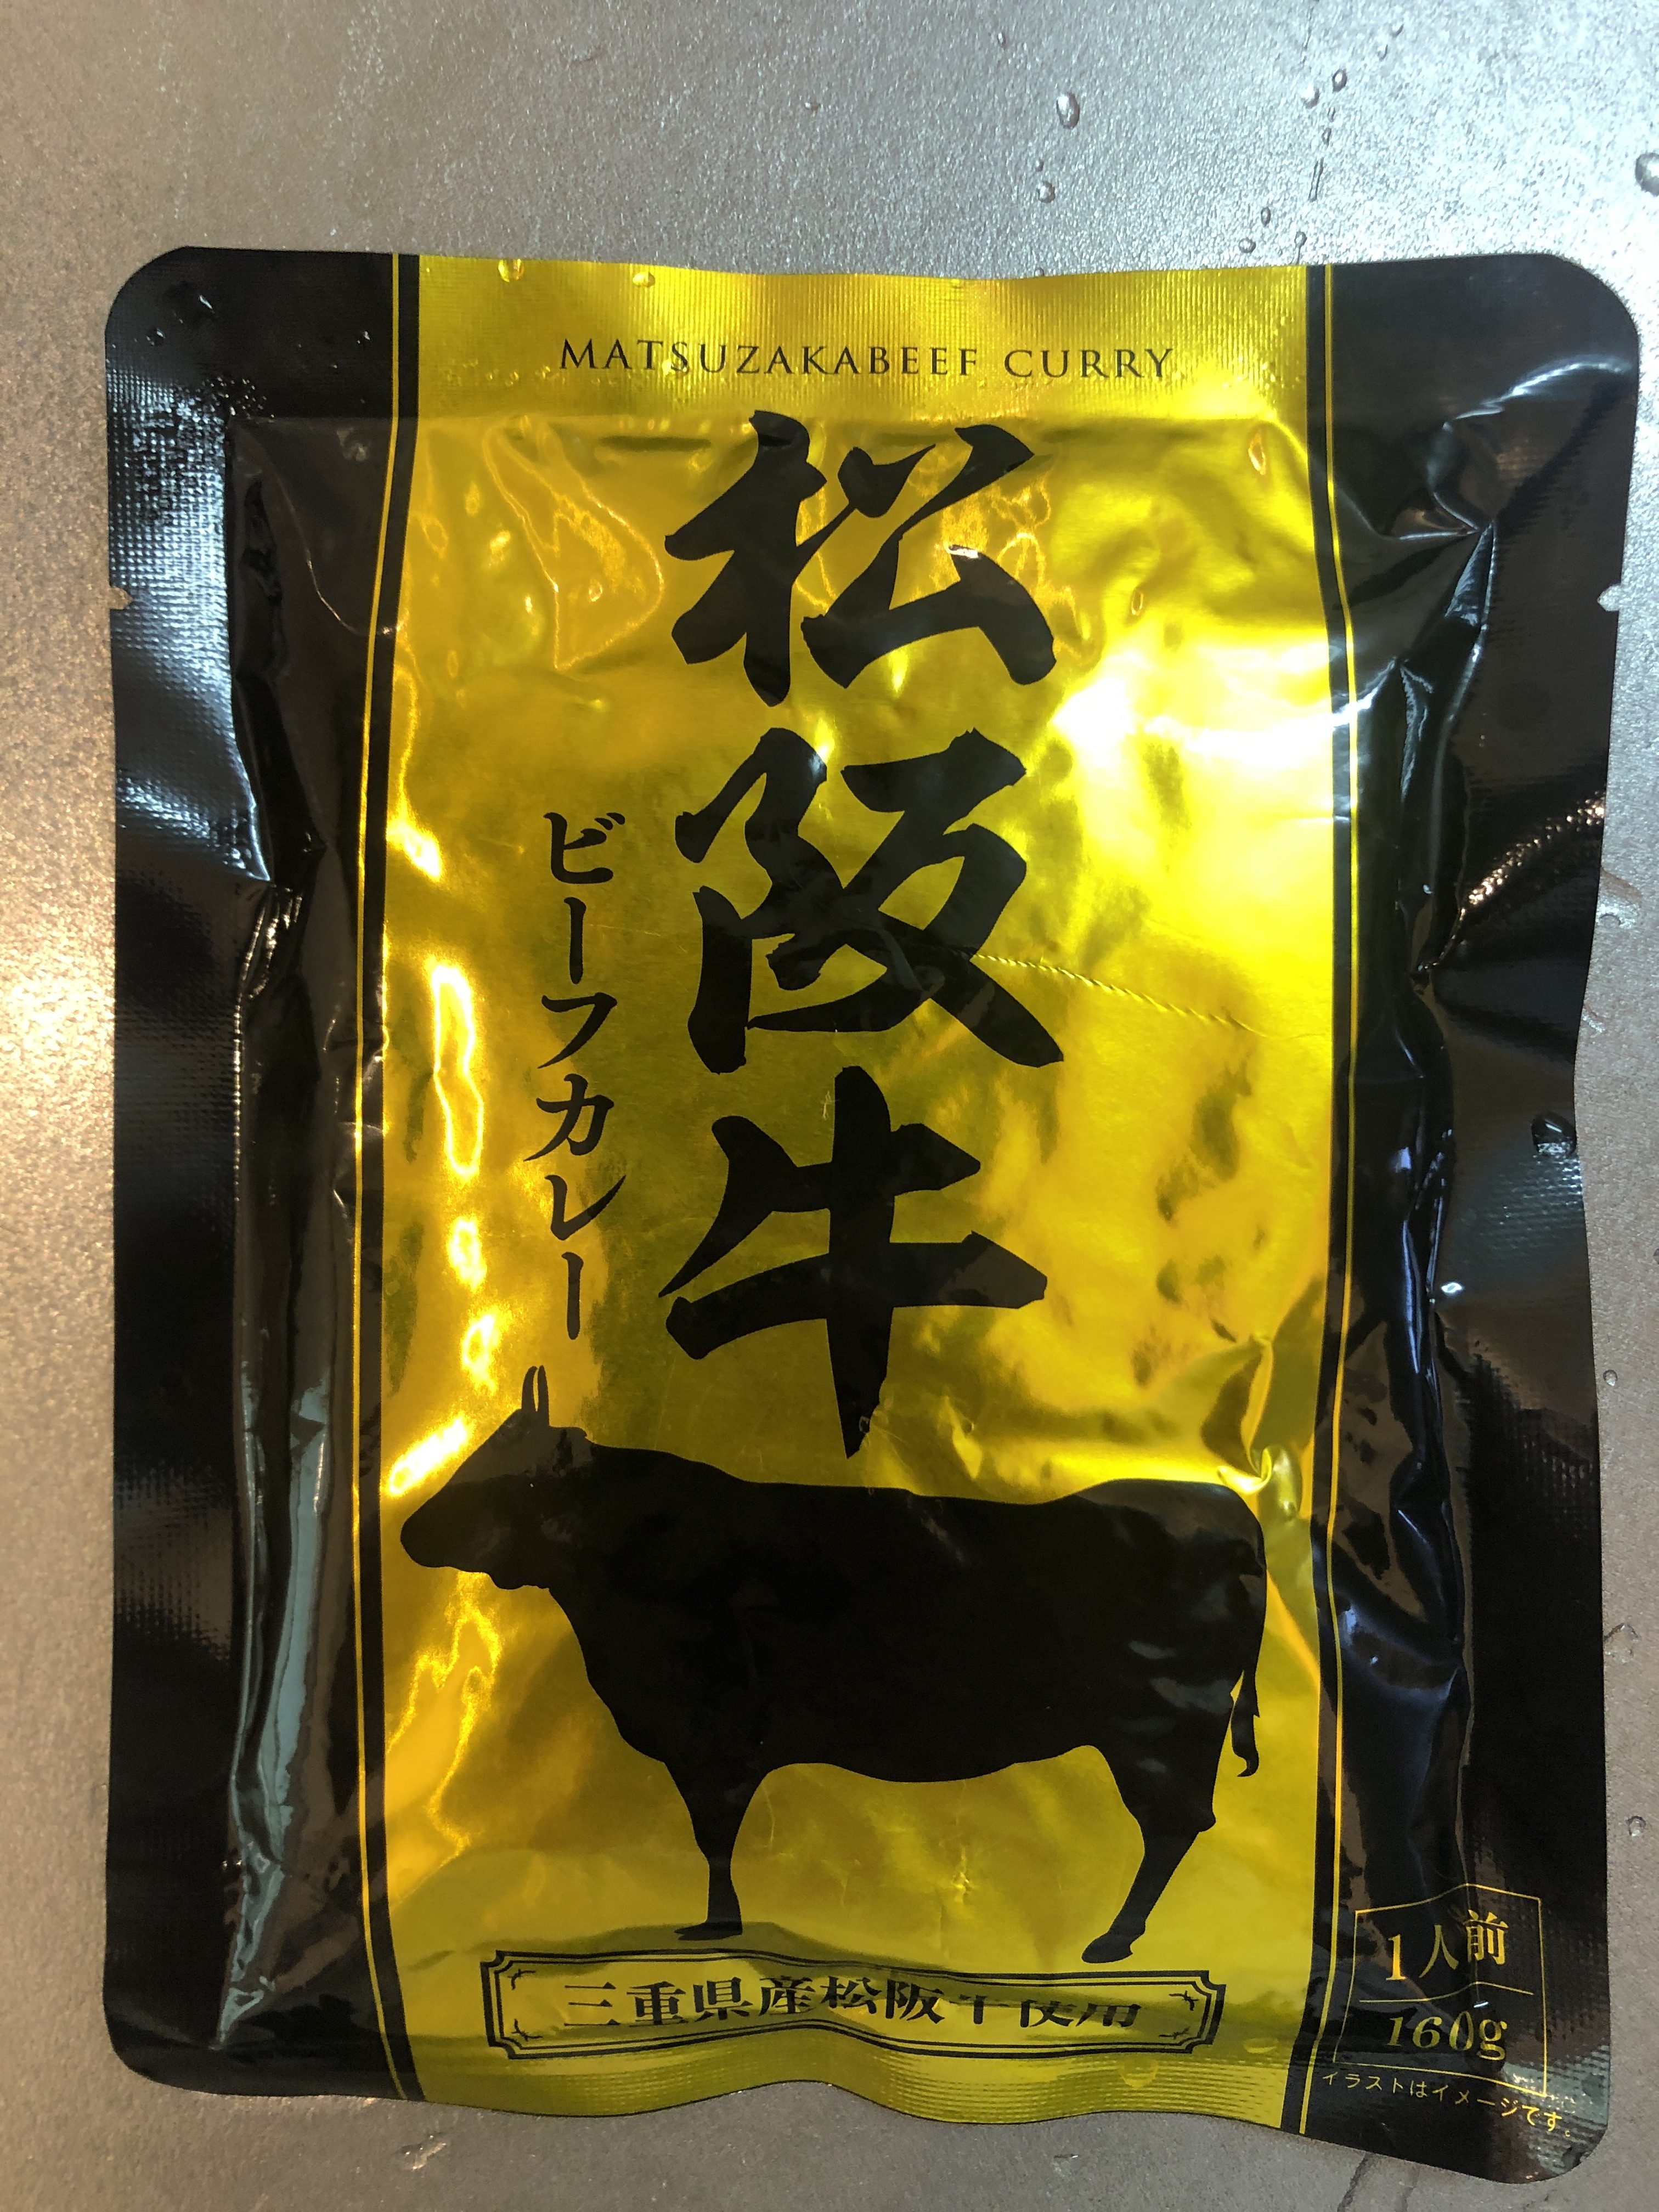 MATSUZAKABEEF CURRY
松阪牛
ビーフカレー
三重県産松阪牛使用
1人前
160g
イラストはイメージです。